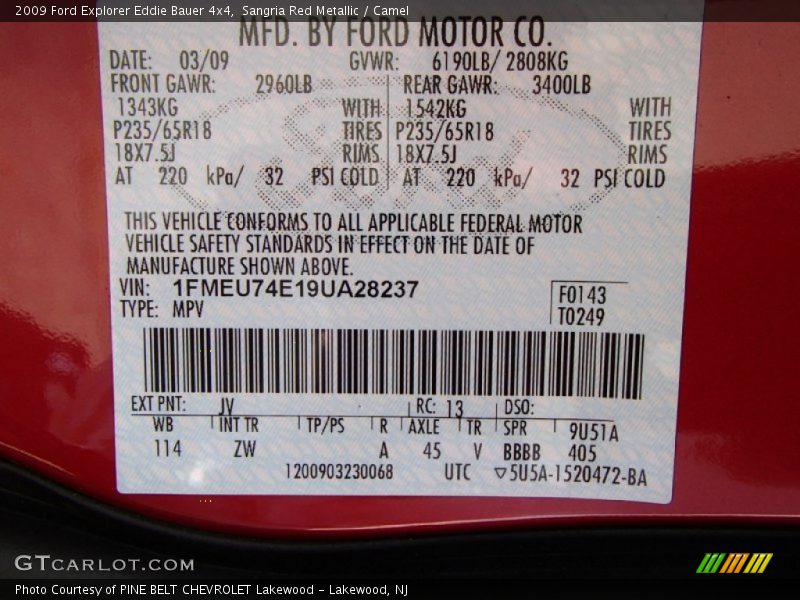 2009 Ford Explorer Eddie Bauer 4x4, Sangria Red Metallic / Camel
MFD. BY FORD MOTOR CO.
DATE: 03/09 GVWR: 6190LB/ 2808KG
FRONT GAWR: 2960LB REAR GAWR: 3400LB
1343KG WITH 1542KG WITH
P235/65R18 TIRES P235/65R18 TIRES
18X7.5J RIMS 18X7.5J RIMS
AT 220 kPa/ 32 PSI COLD AT 220 kPa/ 32 PSI COLD
THIS VEHICLE CONFORMS TO ALL APPLICABLE FEDERAL MOTOR
VEHICLE SAFETY STANDARDS IN EFFECT ON THE DATE OF
MANUFACTURE SHOWN ABOVE.
VIN: 1FMEU74E19UA28237 F0143
TYPE: MPV T0249
EXT PNT: JV RC: 13 DSO:
WB INT TR TP/PS R AXLE TR SPR 9U51A
114 ZW A 45 V BBBB 405
1200903230068 UTC ▽5U5A-1520472-BA
GTCARLOT.COM
Photo Courtesy of PINE BELT CHEVROLET Lakewood - Lakewood, NJ